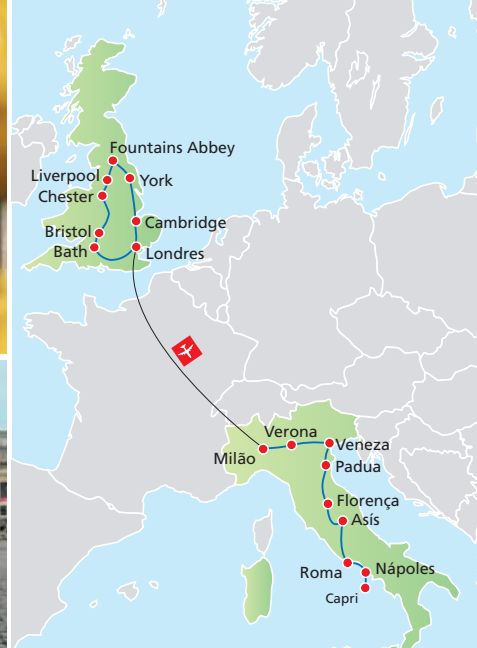 Fountains Abbey
Liverpool
York
Chester
Cambridge
Bristol
Bath
Londres
Verona
Veneza
Milão
Padua
Florença
Asís
Roma
Nápoles
Capri